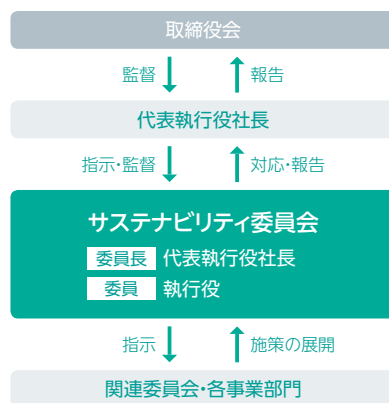 取締役会
監督 報告
代表執行役社長
指示・監督 対応・報告
サステナビリティ委員会
委員長 代表執行役社長
委員 執行役
指示 施策の展開
関連委員会・各事業部門